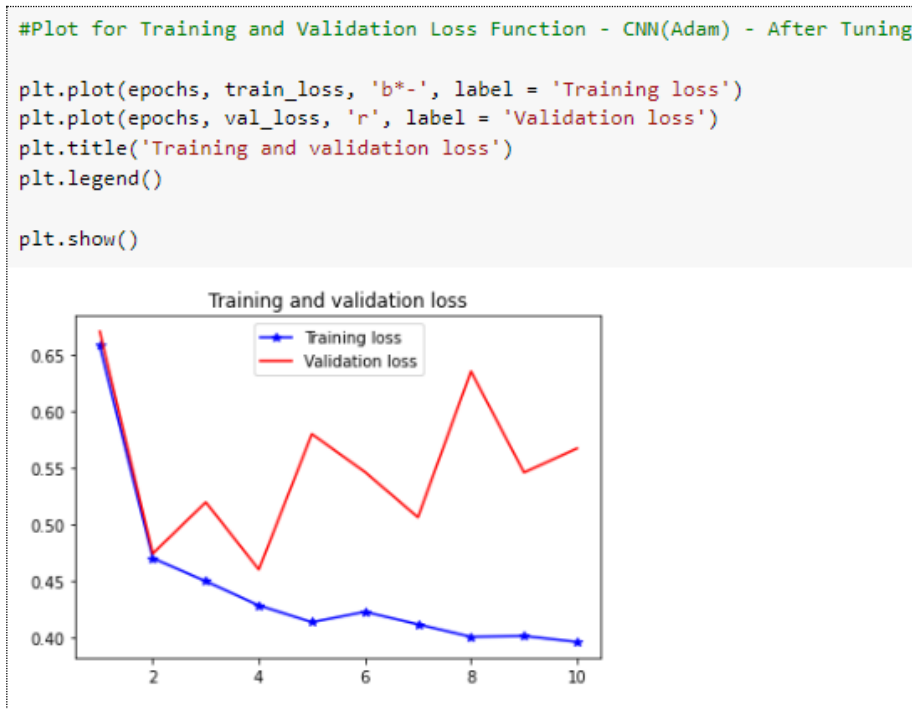 #Plot for Training and Validation Loss Function - CNN(Adam) - After Tuning
plt.plot(epochs, train_loss, 'b*-', label = 'Training loss')
plt.plot(epochs, val_loss, 'r', label = 'Validation loss')
plt.title('Training and validation loss')
plt.legend()
plt.show()
Training and validation loss
Training loss
Validation loss
0.65
0.60
0.55
0.50
0.45
0.40
2 4 6 8 10